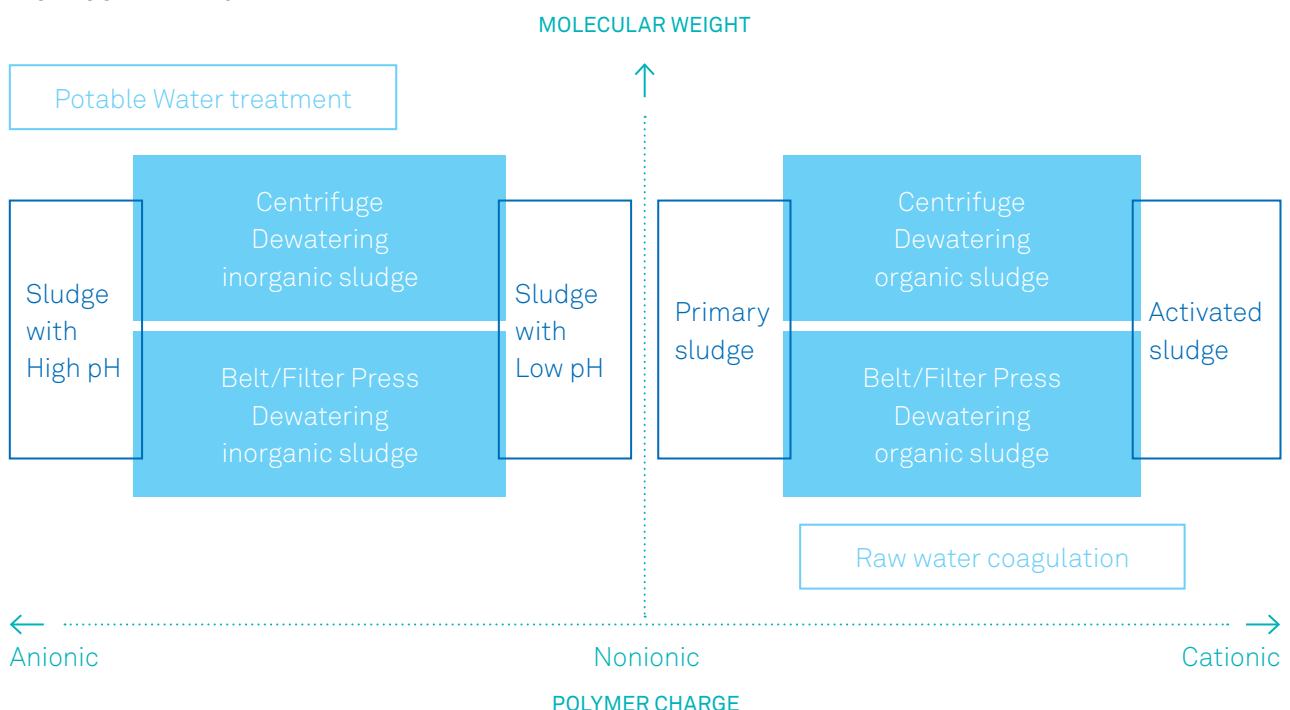 MOLECULAR WEIGHT
Potable Water treatment
Centrifuge
Dewatering
inorganic sludge
Centrifuge
Dewatering
organic sludge
Sludge
with
High pH
Sludge
with
Low pH
Primary
sludge
Activated
sludge
Belt/Filter Press
Dewatering
inorganic sludge
Belt/Filter Press
Dewatering
organic sludge
Raw water coagulation
Anionic
Nonionic
Cationic
POLYMER CHARGE